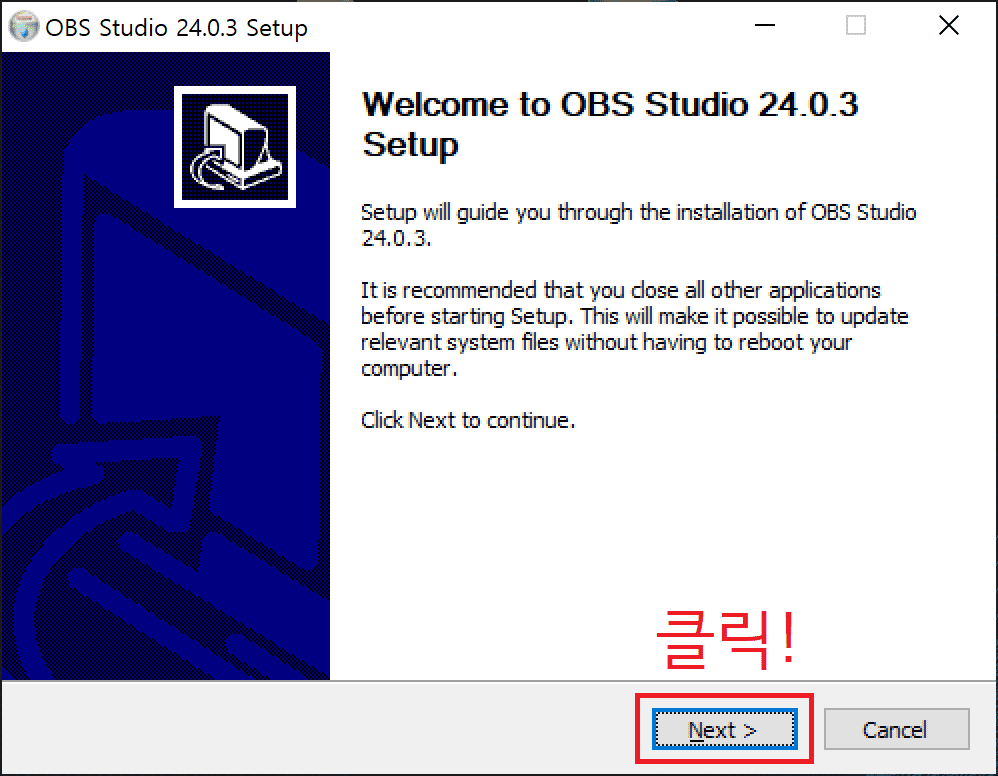 OBS Studio 24.0.3 Setup
Welcome to OBS Studio 24.0.3
Setup
Setup will guide you through the installation of OBS Studio
24.0.3.
It is recommended that you close all other applications
before starting Setup. This will make it possible to update
relevant system files without having to reboot your
computer.
Click Next to continue.
클릭!
Next >
Cancel